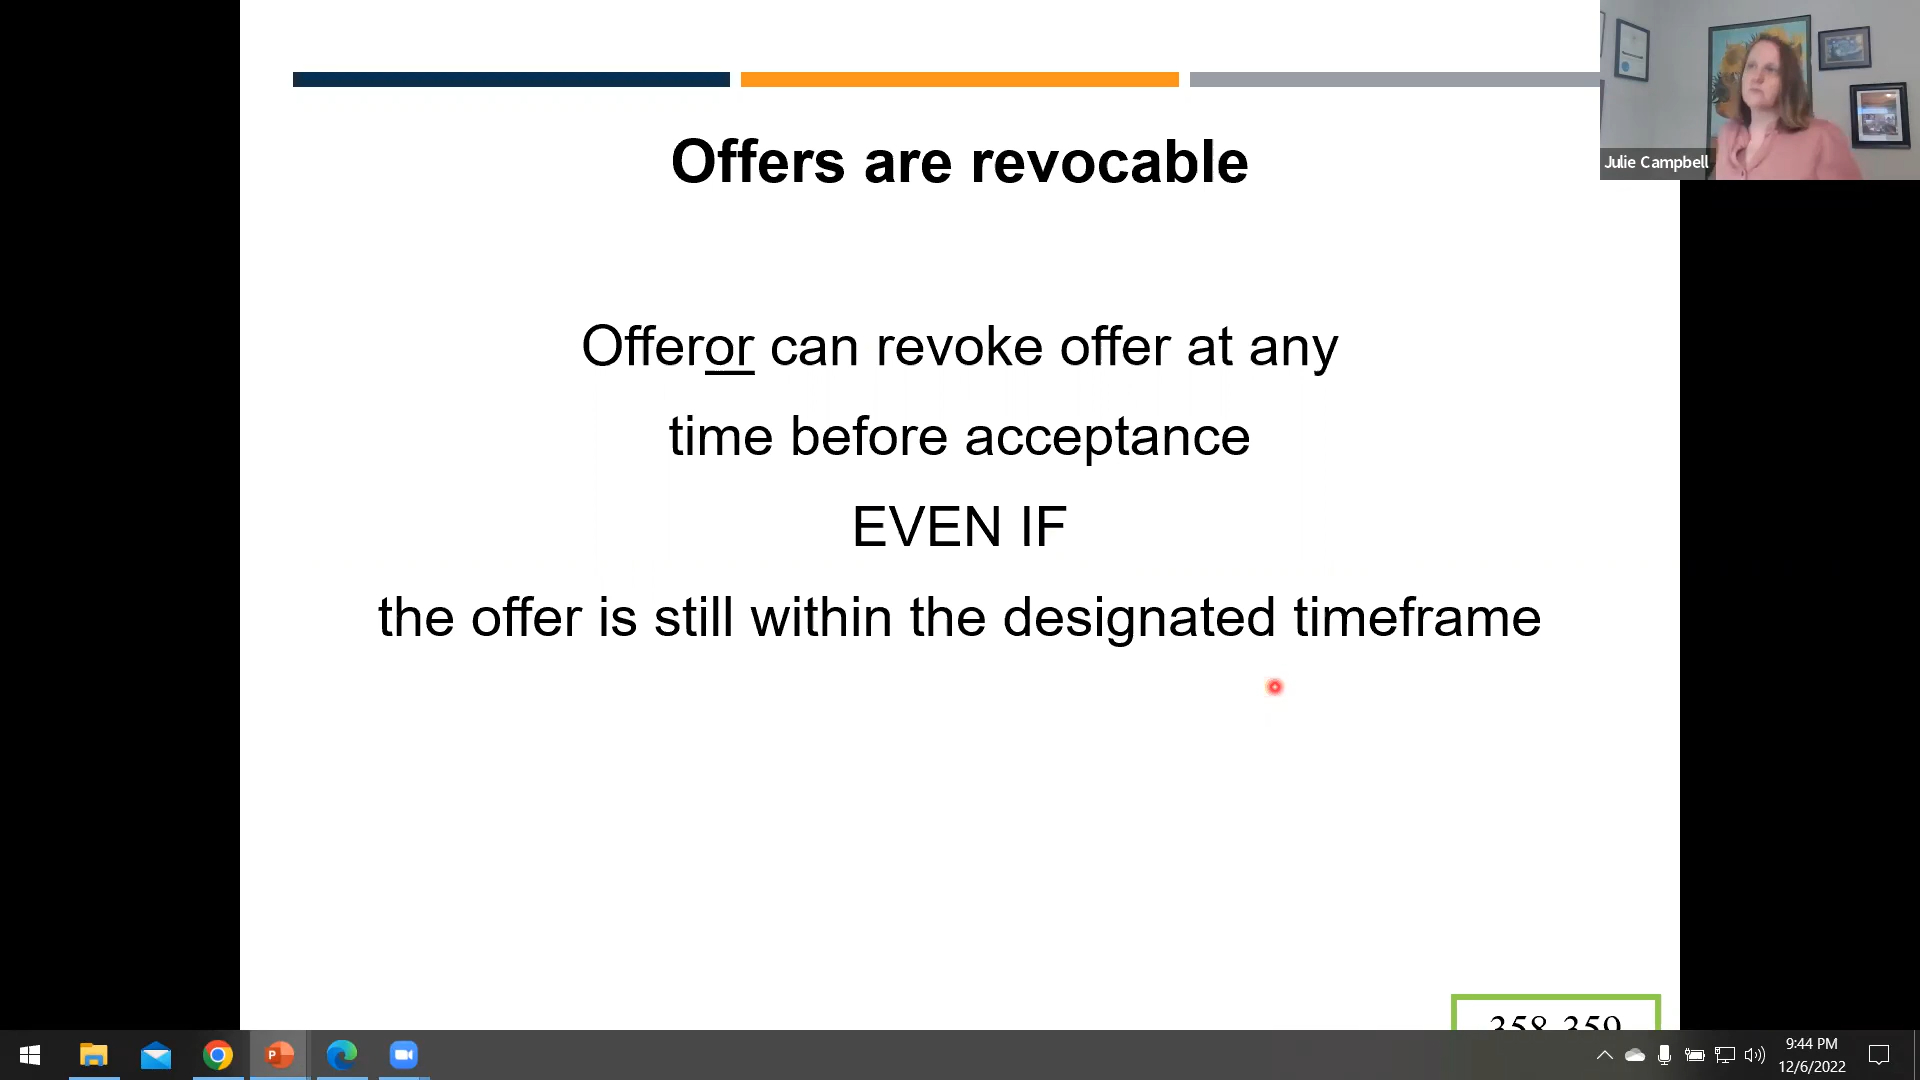 Offers are revocable
Julie Campbell
Offeror can revoke offer at any
time before acceptance
EVEN IF
the offer is still within the designated timeframe
358-359
9:44 PM
12/6/2022